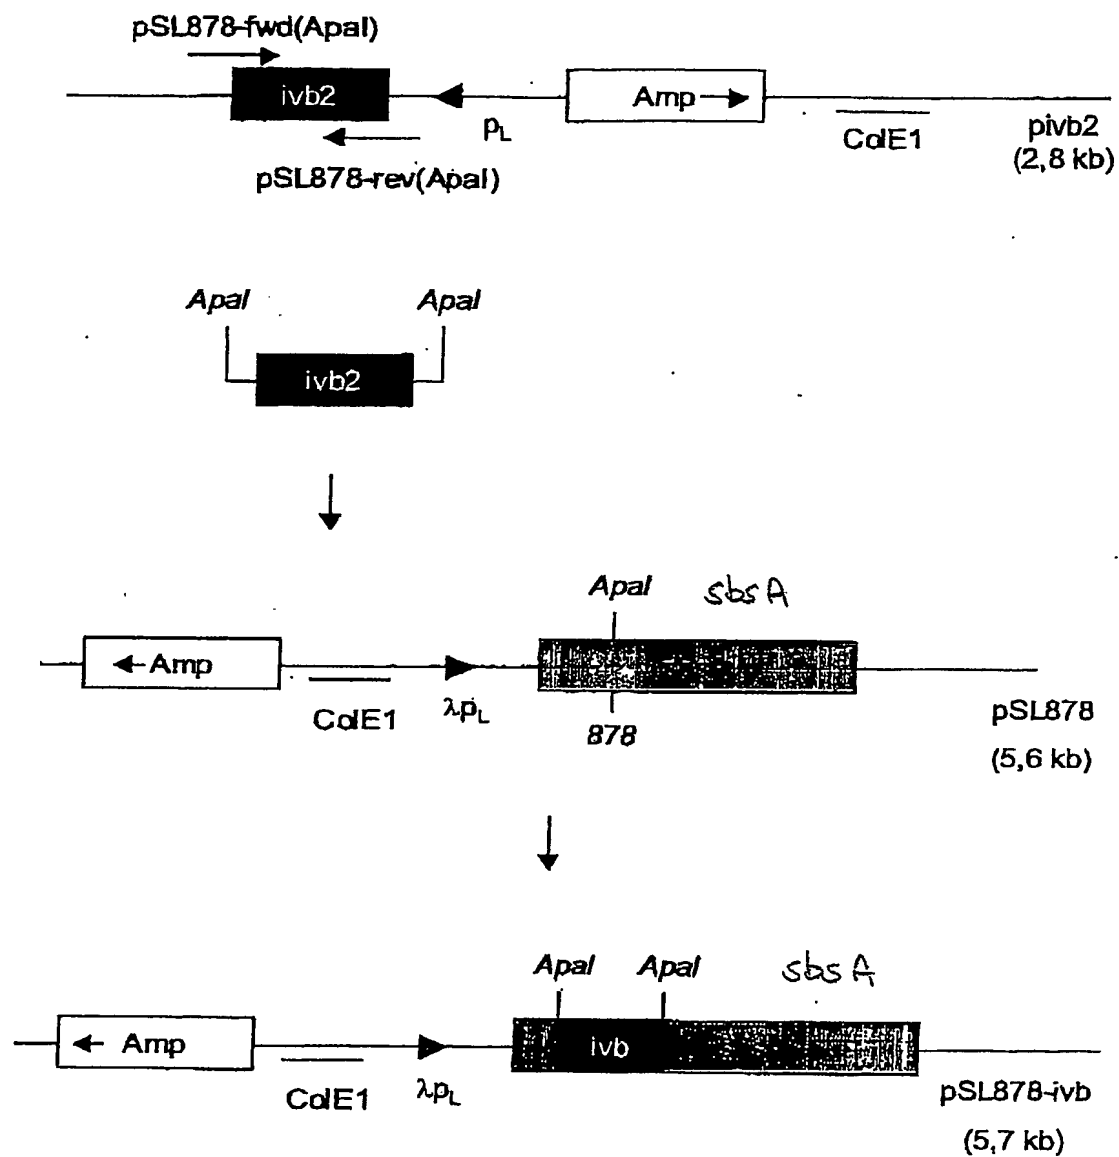 pSL878-fwd(ApaI)
ivb2
Amp
pL
ColE1
pivb2
(2,8 kb)
pSL878-rev(ApaI)
ApaI ApaI
ivb2
ApaI sbsA
Amp
ColE1
λpL
878
pSL878
(5,6 kb)
ApaI ApaI sbsA
Amp
ivb
ColE1
λpL
pSL878-ivb
(5,7 kb)